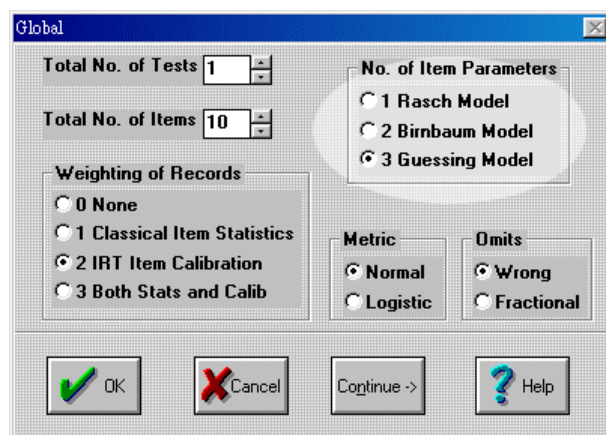 Global
Total No. of Tests 1
Total No. of Items 10
Weighting of Records
0 None
1 Classical Item Statistics
2 IRT Item Calibration
3 Both Stats and Calib
No. of Item Parameters
1 Rasch Model
2 Birnbaum Model
3 Guessing Model
Metric
Normal
Logistic
Omits
Wrong
Fractional
OK
Cancel
Continue ->
Help